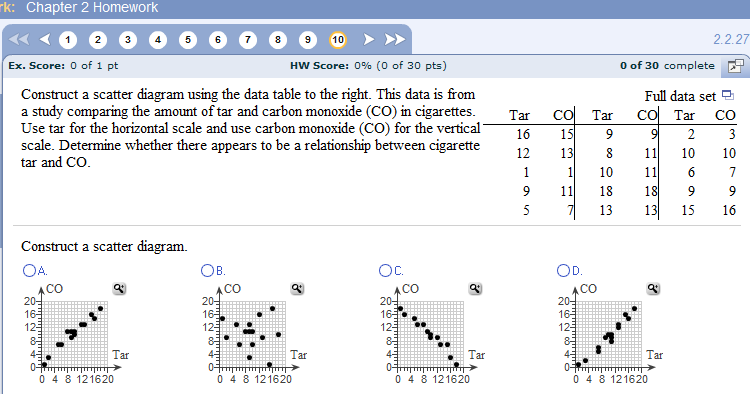 rk: Chapter 2 Homework
1 2 3 4 5 6 7 8 9 10
2.2.27
Ex. Score: 0 of 1 pt HW Score: 0% (0 of 30 pts) 0 of 30 complete
Construct a scatter diagram using the data table to the right. This data is from
a study comparing the amount of tar and carbon monoxide (CO) in cigarettes.
Use tar for the horizontal scale and use carbon monoxide (CO) for the vertical
scale. Determine whether there appears to be a relationship between cigarette
tar and CO.
Full data set
Tar CO Tar CO Tar CO
16 15 9 9 2 3
12 13 8 11 10 10
1 1 10 11 6 7
9 11 18 18 9 9
5 7 13 13 15 16
Construct a scatter diagram.
A. B. C. D.
CO CO CO CO
20 20 20 20
16 16 16 16
12 12 12 12
8 8 8 8
4 Tar 4 Tar 4 Tar 4 Tar
0 0 0 0
0 4 8 12 16 20 0 4 8 12 16 20 0 4 8 12 16 20 0 4 8 12 16 20